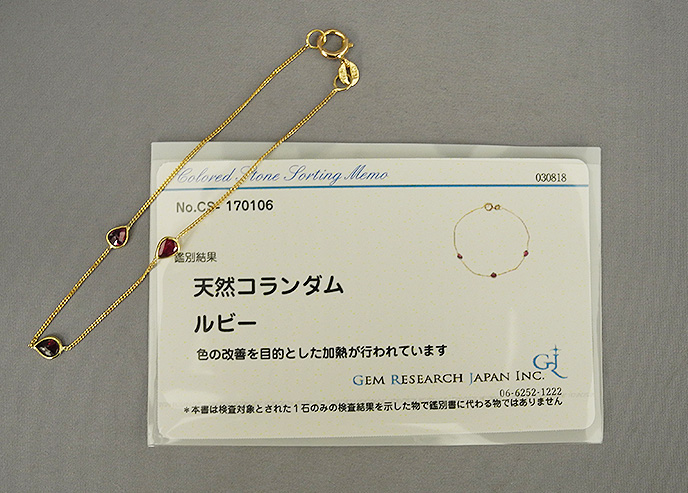 Colored Stone Sorting Memo
030818
No.CS- 170106
鑑別結果
天然コランダム
ルビー
色の改善を目的とした加熱が行われています
GEM RESEARCH JAPAN INC.
06-6252-1222
*本書は検査対象とされた1石のみの検査結果を示した物で鑑別書に代わる物ではありません